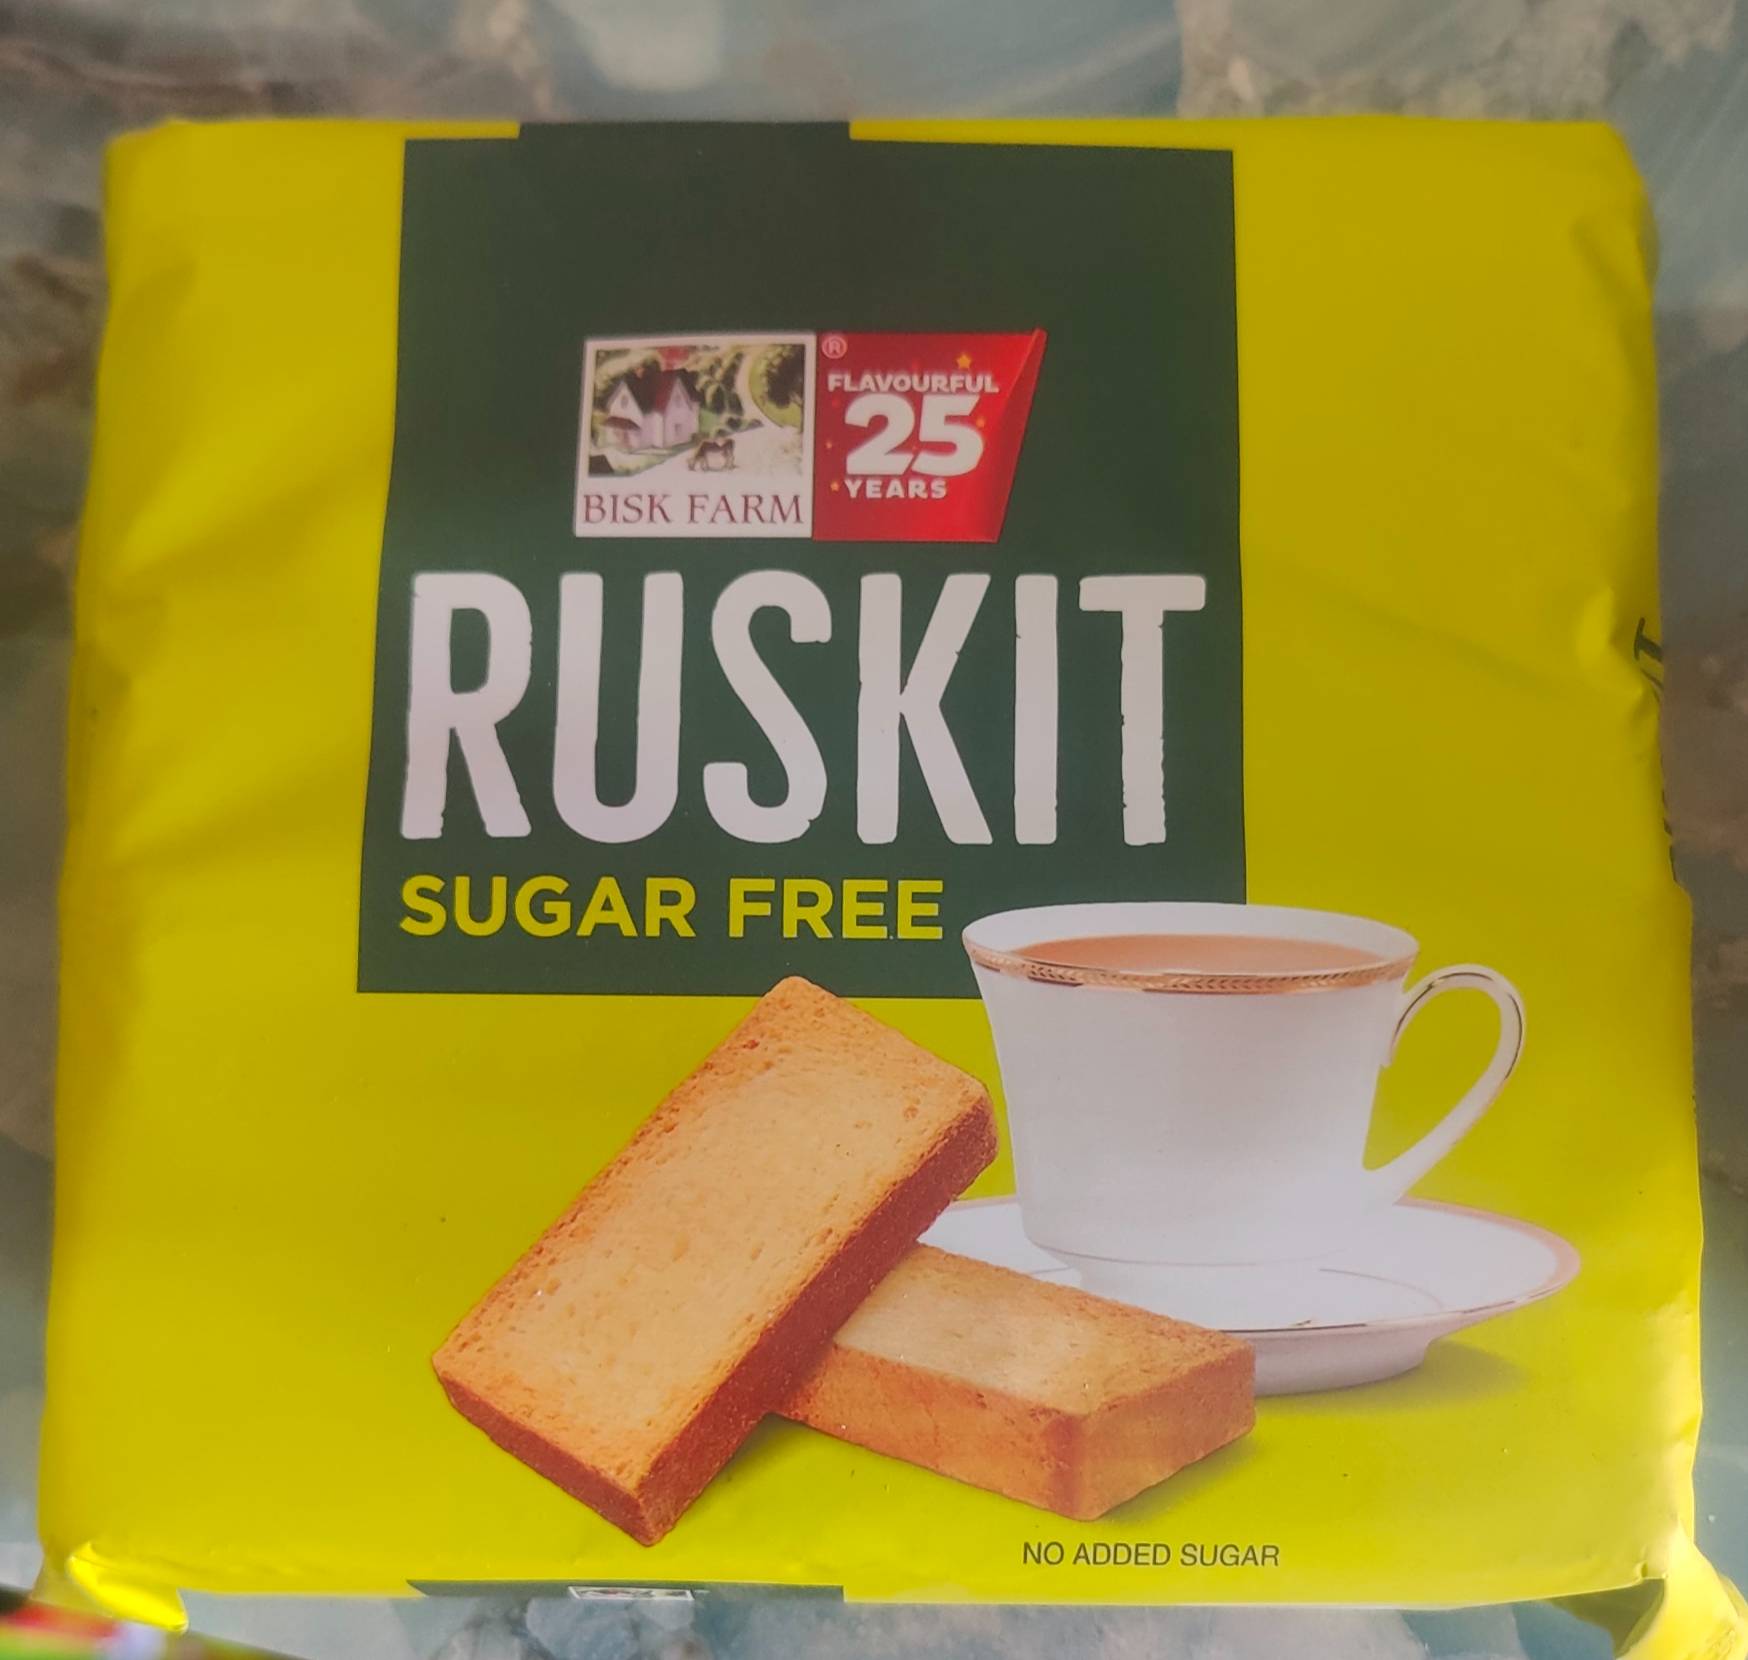 ®
FLAVOURFUL
25
YEARS
BISK FARM
RUSKIT
SUGAR FREE
NO ADDED SUGAR